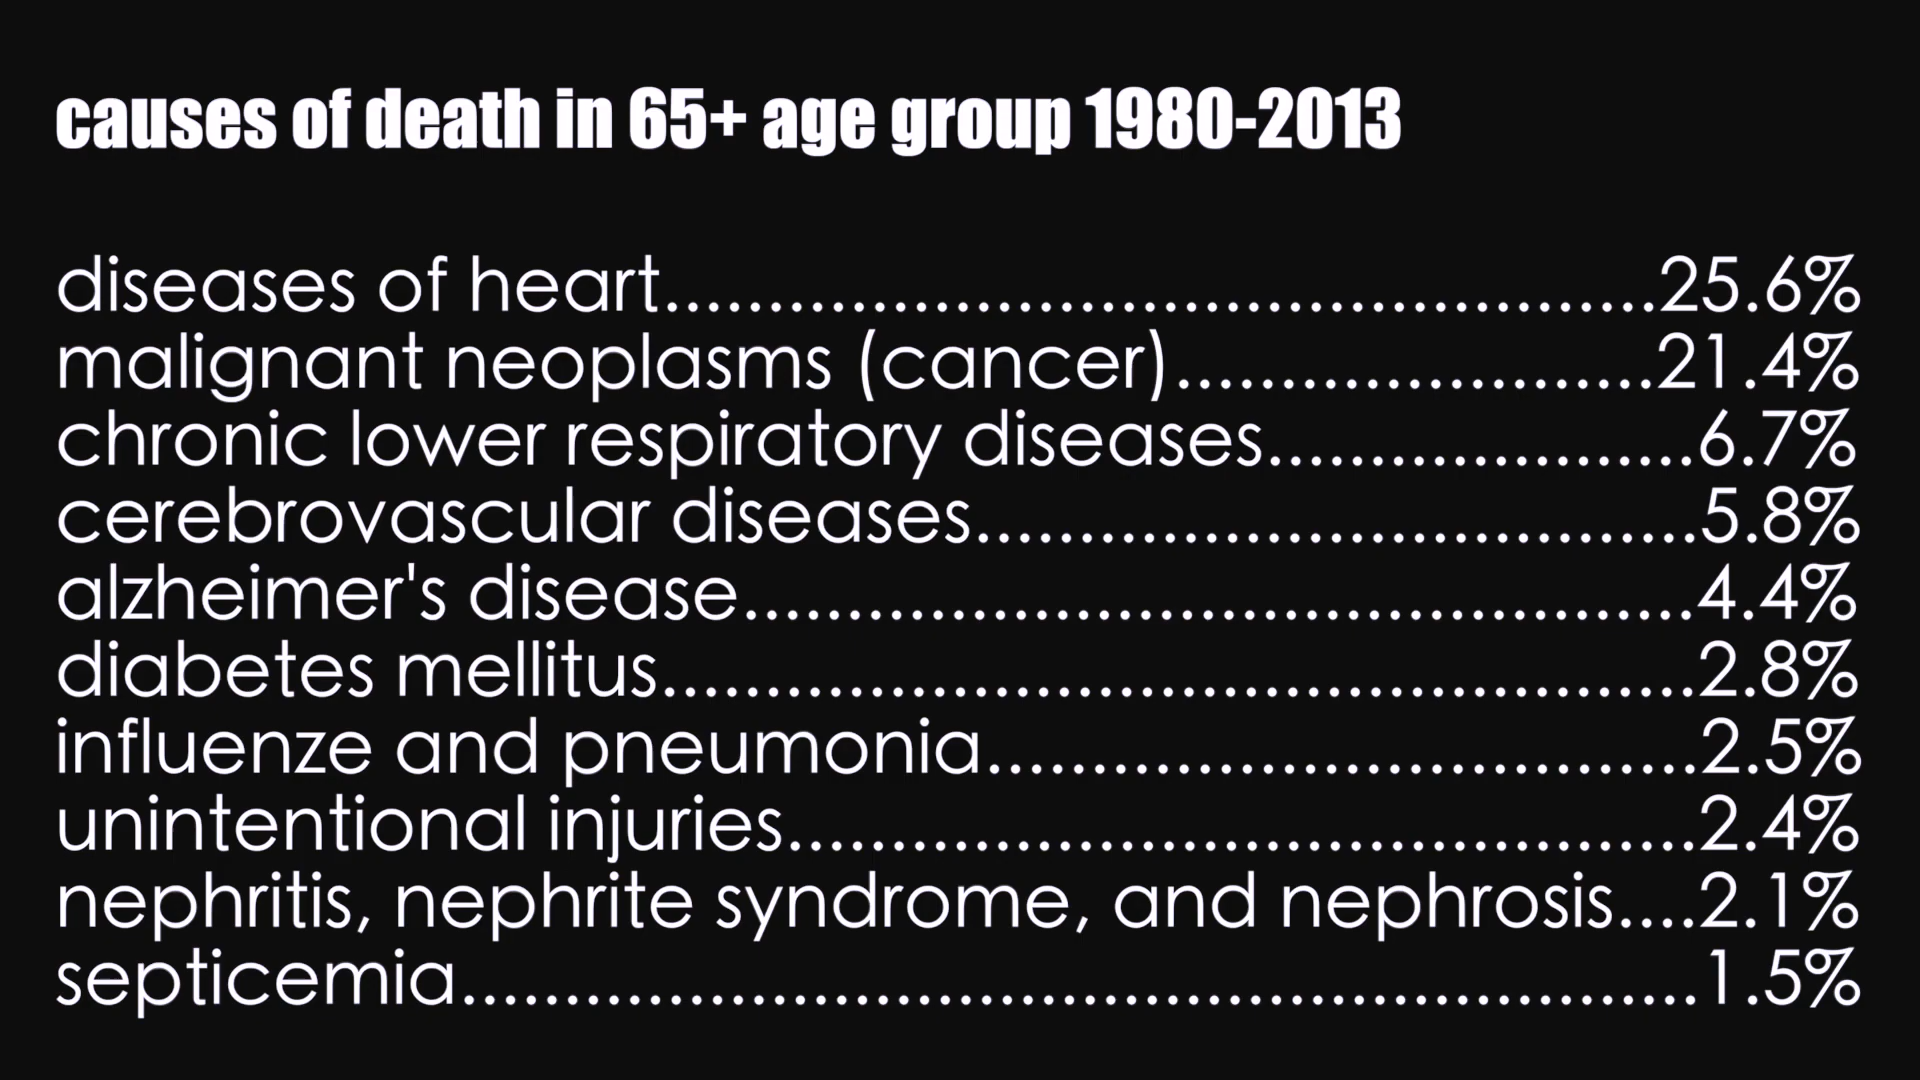 causes of death in 65+ age group 1980-2013
diseases of heart................................................25.6%
malignant neoplasms (cancer).......................21.4%
chronic lower respiratory diseases.....................6.7%
cerebrovascular diseases...................................5.8%
alzheimer's disease..............................................4.4%
diabetes mellitus..................................................2.8%
influenze and pneumonia...................................2.5%
unintentional injuries............................................2.4%
nephritis, nephrite syndrome, and nephrosis....2.1%
septicemia............................................................1.5%